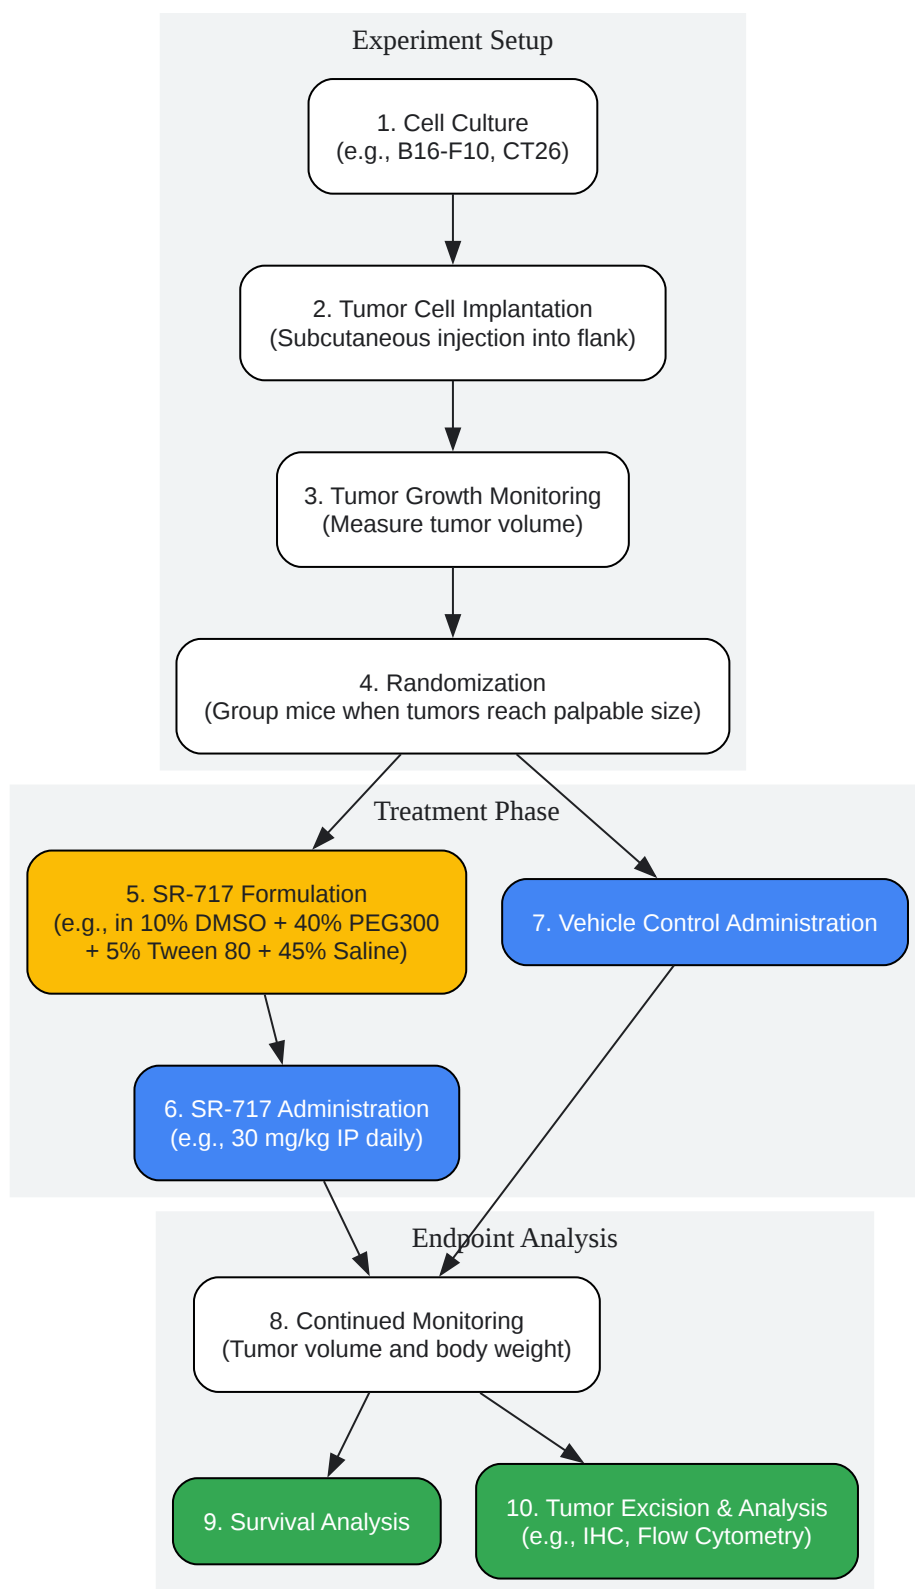 Experiment Setup
1. Cell Culture
(e.g., B16-F10, CT26)
2. Tumor Cell Implantation
(Subcutaneous injection into flank)
3. Tumor Growth Monitoring
(Measure tumor volume)
4. Randomization
(Group mice when tumors reach palpable size)
Treatment Phase
5. SR-717 Formulation
(e.g., in 10% DMSO + 40% PEG300
+ 5% Tween 80 + 45% Saline)
7. Vehicle Control Administration
6. SR-717 Administration
(e.g., 30 mg/kg IP daily)
Endpoint Analysis
8. Continued Monitoring
(Tumor volume and body weight)
9. Survival Analysis
10. Tumor Excision & Analysis
(e.g., IHC, Flow Cytometry)